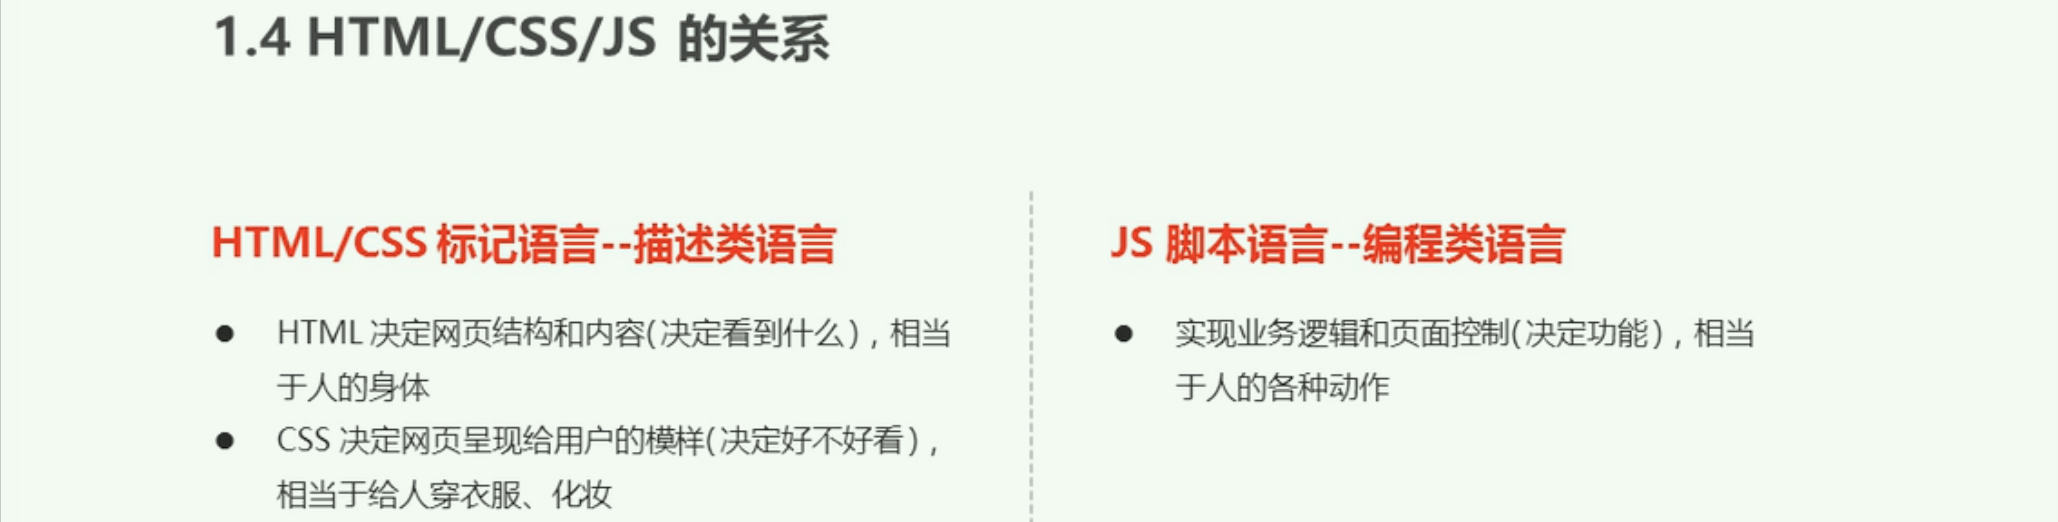 1.4 HTML/CSS/JS 的关系
HTML/CSS 标记语言--描述类语言
HTML 决定网页结构和内容(决定看到什么)，相当
于人的身体
CSS 决定网页呈现给用户的模样(决定好不好看)，
相当于给人穿衣服、化妆
JS 脚本语言--编程类语言
实现业务逻辑和页面控制(决定功能)，相当
于人的各种动作